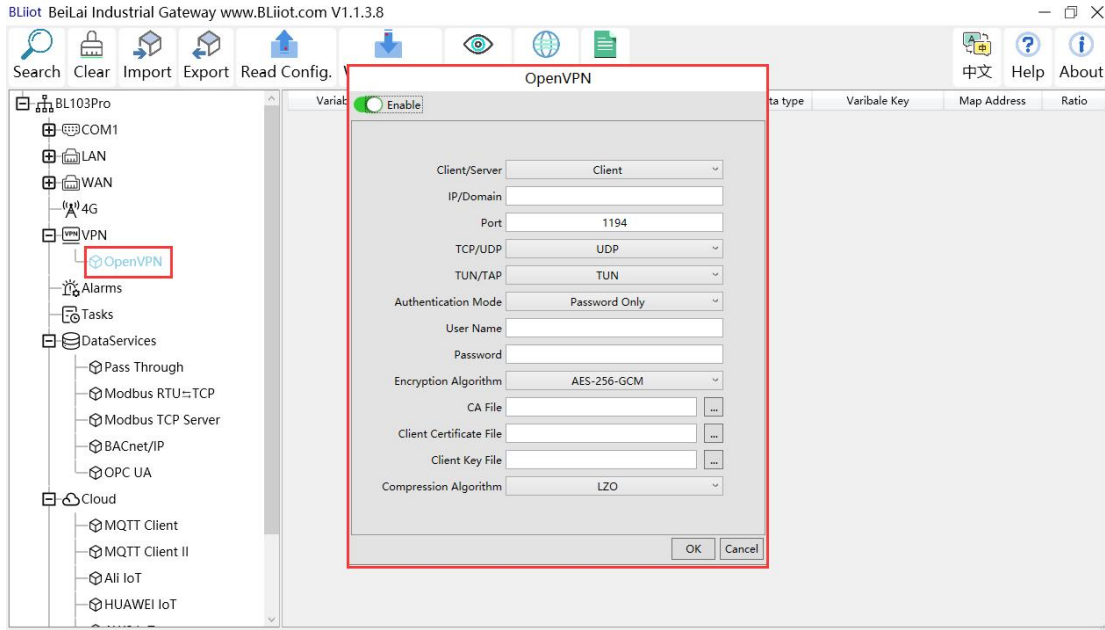 BLiiot BeiLai Industrial Gateway www.BLiiot.com V1.1.3.8
Search Clear Import Export Read Config. 中文 Help About
BL103Pro
COM1
LAN
WAN
4G
VPN
OpenVPN
Alarms
Tasks
DataServices
Pass Through
Modbus RTU⇆TCP
Modbus TCP Server
BACnet/IP
OPC UA
Cloud
MQTT Client
MQTT Client II
Ali IoT
HUAWEI IoT
Varibale Key Map Address Ratio
OpenVPN
Enable
Client/Server Client
IP/Domain
Port 1194
TCP/UDP UDP
TUN/TAP TUN
Authentication Mode Password Only
User Name
Password
Encryption Algorithm AES-256-GCM
CA File ...
Client Certificate File ...
Client Key File ...
Compression Algorithm LZO
OK Cancel